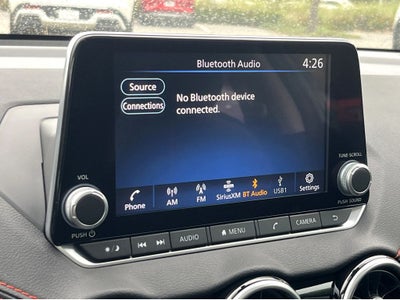 Bluetooth Audio 4:26
Source
Connections
No Bluetooth device
connected.
VOL
TUNE SCROLL
Phone AM FM SiriusXM BT Audio USB1 Settings
PUSH
PUSH SOUND
AUDIO MENU CAMERA